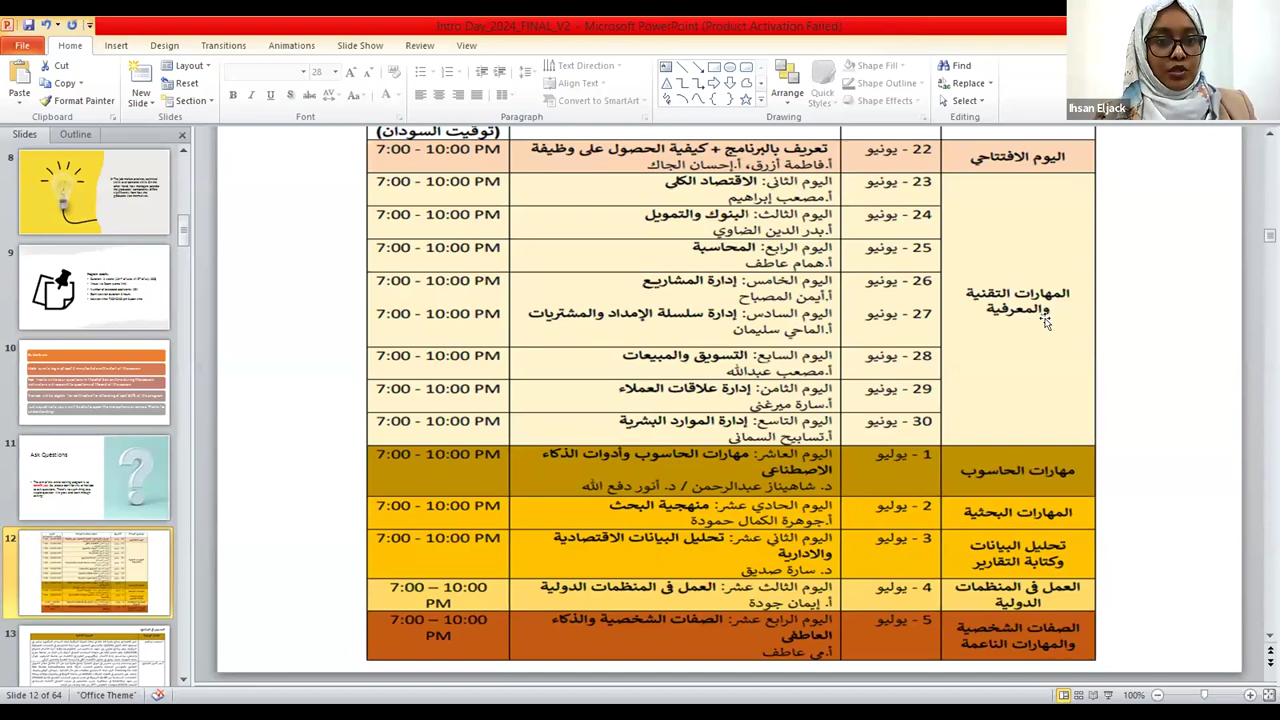 Intro Day_2024_FINAL_V2 - Microsoft PowerPoint (Product Activation Failed)
File Home Insert Design Transitions Animations Slide Show Review View
Cut
Copy
Format Painter
Paste
Clipboard
New
Slide
Layout
Reset
Section
Slides
28
Font
Text Direction
Align Text
Convert to SmartArt
Paragraph
Arrange
Quick
Styles
Shape Fill
Shape Outline
Shape Effects
Drawing
Find
Replace
Select
Editing
Ihsan Eljack
Slides Outline
8
9
10
11
Ask Questions
12
13
(توقيت السودان)
اليوم الافتتاحي
22 - يونيو
تعريف بالبرنامج + كيفية الحصول على وظيفة
أ.فاطمة أزرق، أ.إحسان الجاك
7:00 - 10:00 PM
المهارات التقنية
والمعرفية
23 - يونيو
اليوم الثاني: الاقتصاد الكلي
أ.مصعب إبراهيم
7:00 - 10:00 PM
24 - يونيو
اليوم الثالث: البنوك والتمويل
أ.بدر الدين الضاوي
7:00 - 10:00 PM
25 - يونيو
اليوم الرابع: المحاسبة
أ.همام عاطف
7:00 - 10:00 PM
26 - يونيو
اليوم الخامس: إدارة المشاريع
أ.أيمن المصباح
7:00 - 10:00 PM
27 - يونيو
اليوم السادس: إدارة سلسلة الإمداد والمشتريات
أ.الماحي سليمان
7:00 - 10:00 PM
28 - يونيو
اليوم السابع: التسويق والمبيعات
أ.مصعب عبدالله
7:00 - 10:00 PM
29 - يونيو
اليوم الثامن: إدارة علاقات العملاء
أ.سارة ميرغني
7:00 - 10:00 PM
30 - يونيو
اليوم التاسع: إدارة الموارد البشرية
أ.تسابيح السماني
7:00 - 10:00 PM
مهارات الحاسوب
1 - يوليو
اليوم العاشر: مهارات الحاسوب وأدوات الذكاء
الاصطناعى
د. شاهيناز عبدالرحمن / د. أنور دفع الله
7:00 - 10:00 PM
المهارات البحثية
2 - يوليو
اليوم الحادي عشر: منهجية البحث
أ.جوهرة الكمال حمودة
7:00 - 10:00 PM
تحليل البيانات
وكتابة التقارير
3 - يوليو
اليوم الثاني عشر: تحليل البيانات الاقتصادية
والادارية
د. سارة صديق
7:00 - 10:00 PM
العمل في المنظمات
الدولية
4 - يوليو
اليوم الثالث عشر: العمل في المنظمات الدولية
أ. إيمان جودة
7:00 – 10:00
PM
الصفات الشخصية
والمهارات الناعمة
5 - يوليو
اليوم الرابع عشر: الصفات الشخصية والذكاء
العاطفي
أ.مي عاطف
7:00 – 10:00
PM
Slide 12 of 64 "Office Theme" 100%